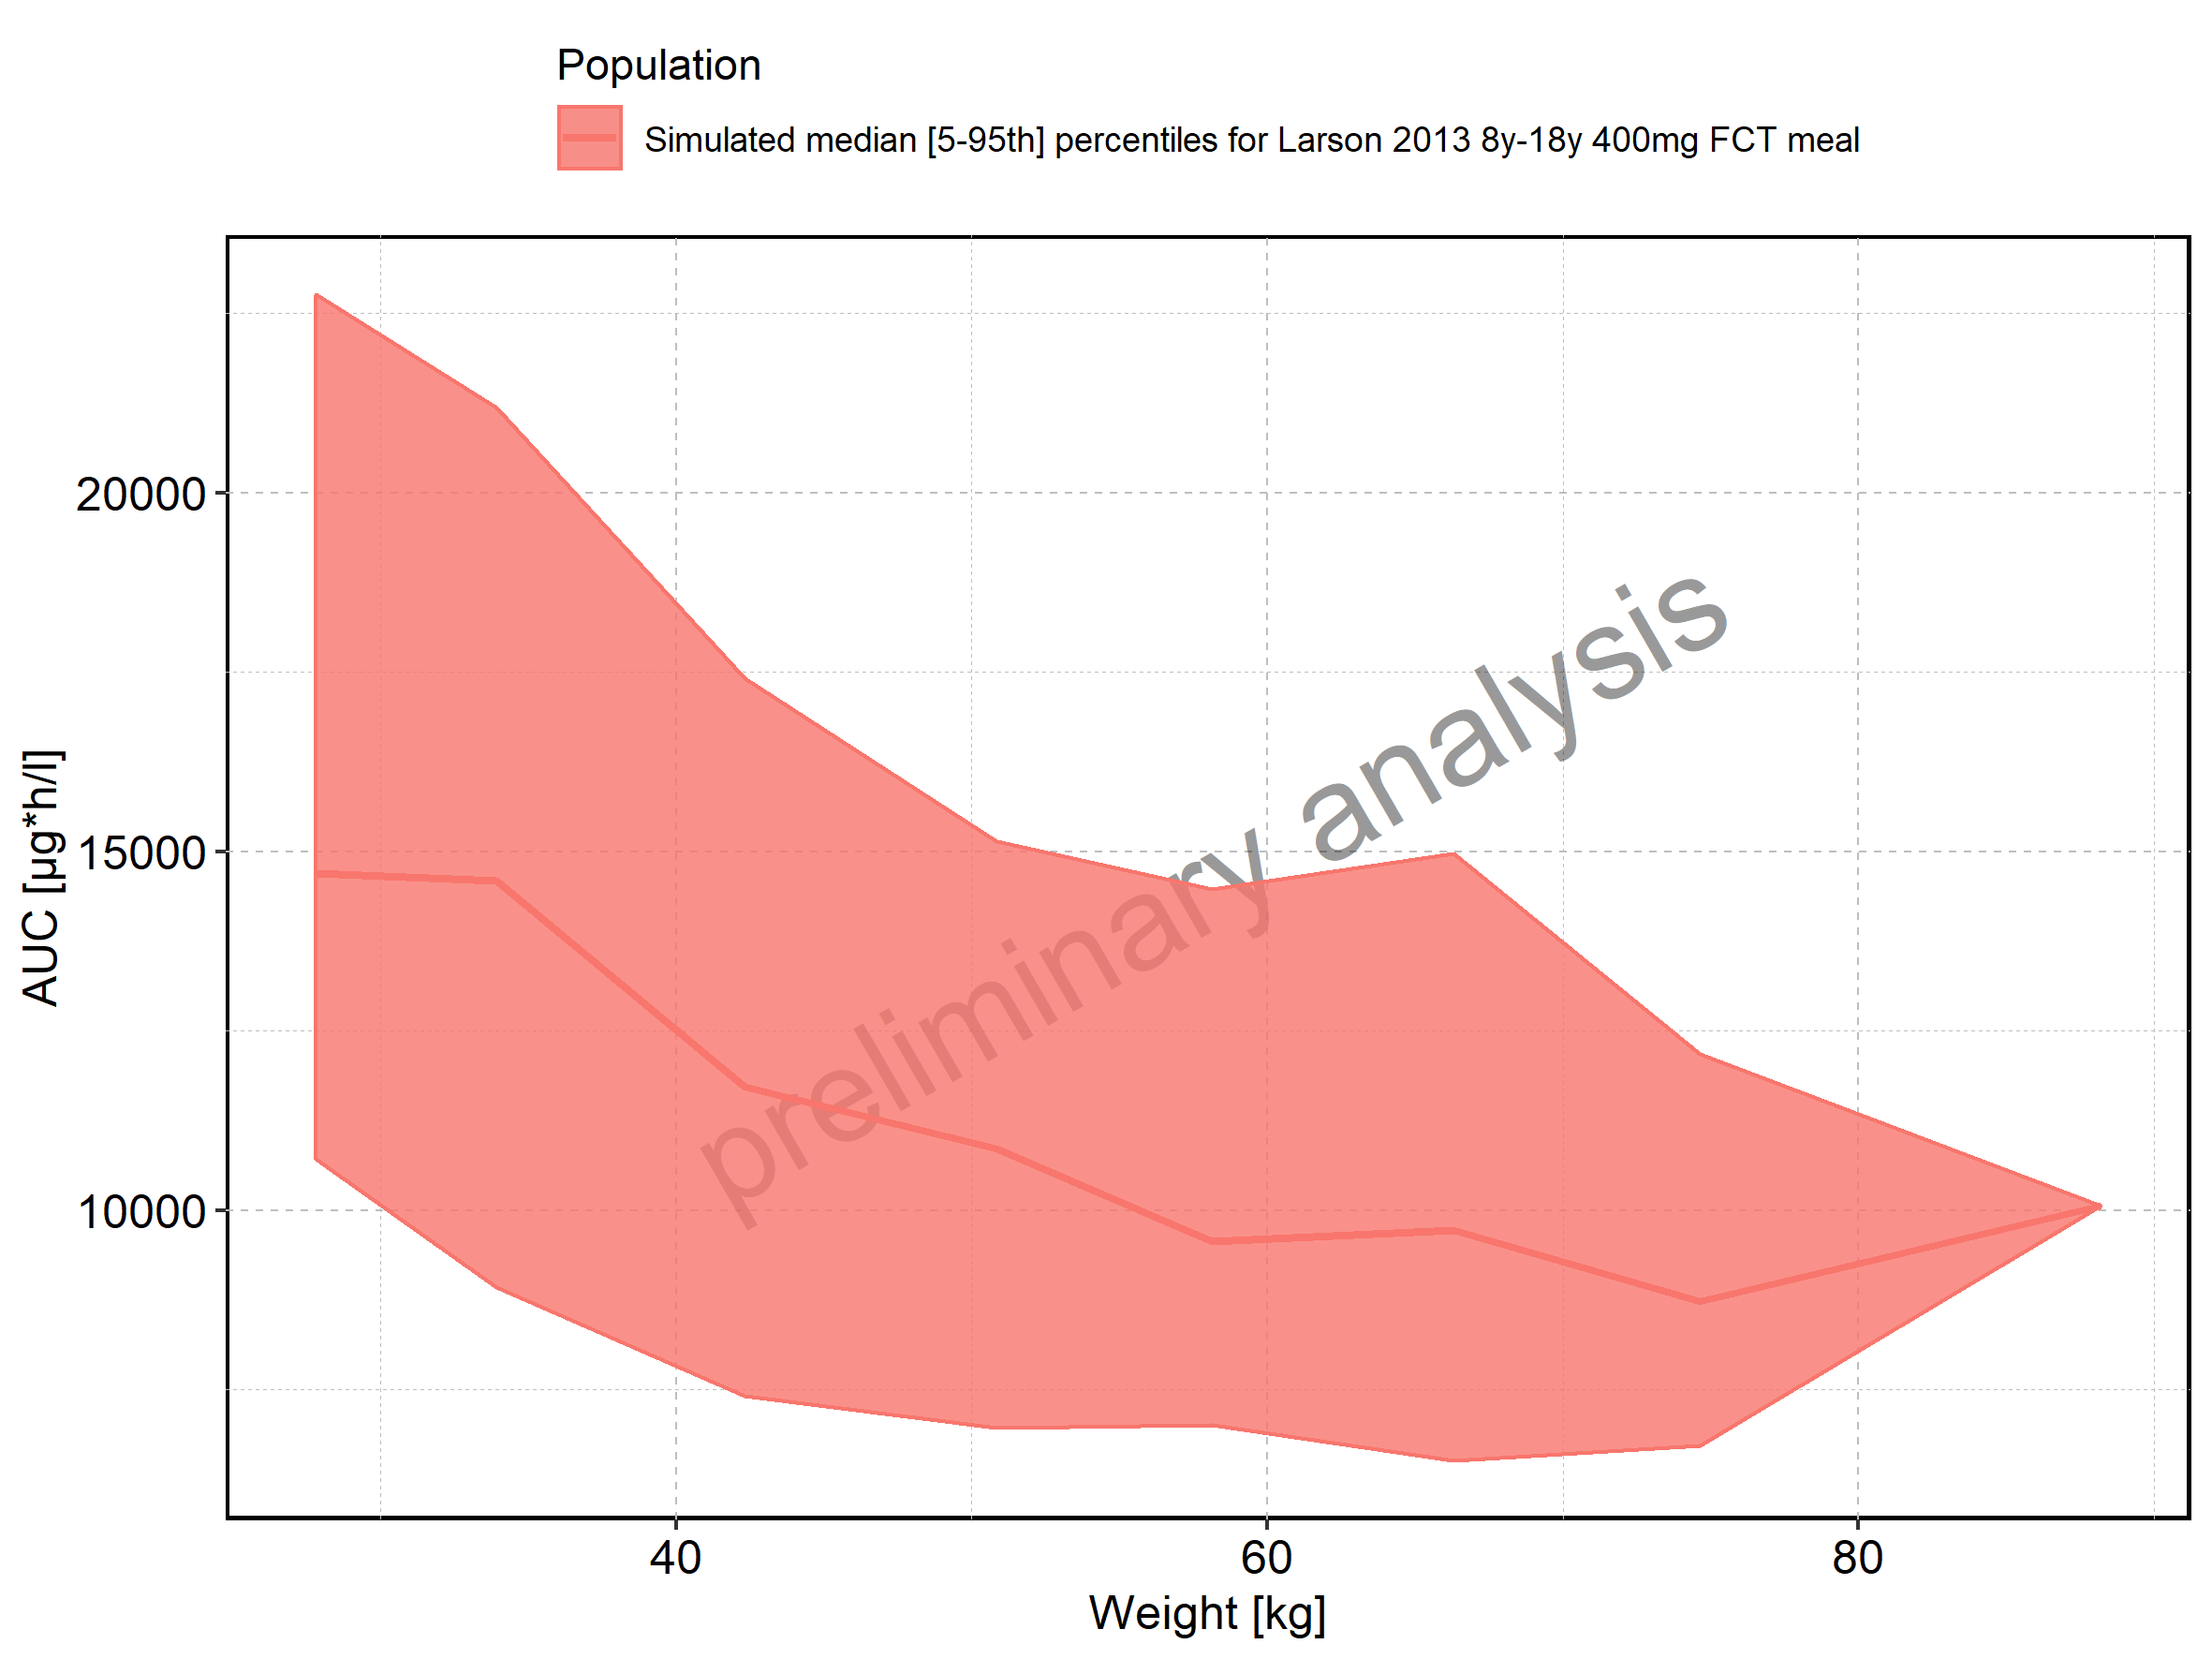 Population
Simulated median [5-95th] percentiles for Larson 2013 8y-18y 400mg FCT meal
20000
15000
10000
AUC [µg*h/l]
preliminary analysis
40
60
80
Weight [kg]